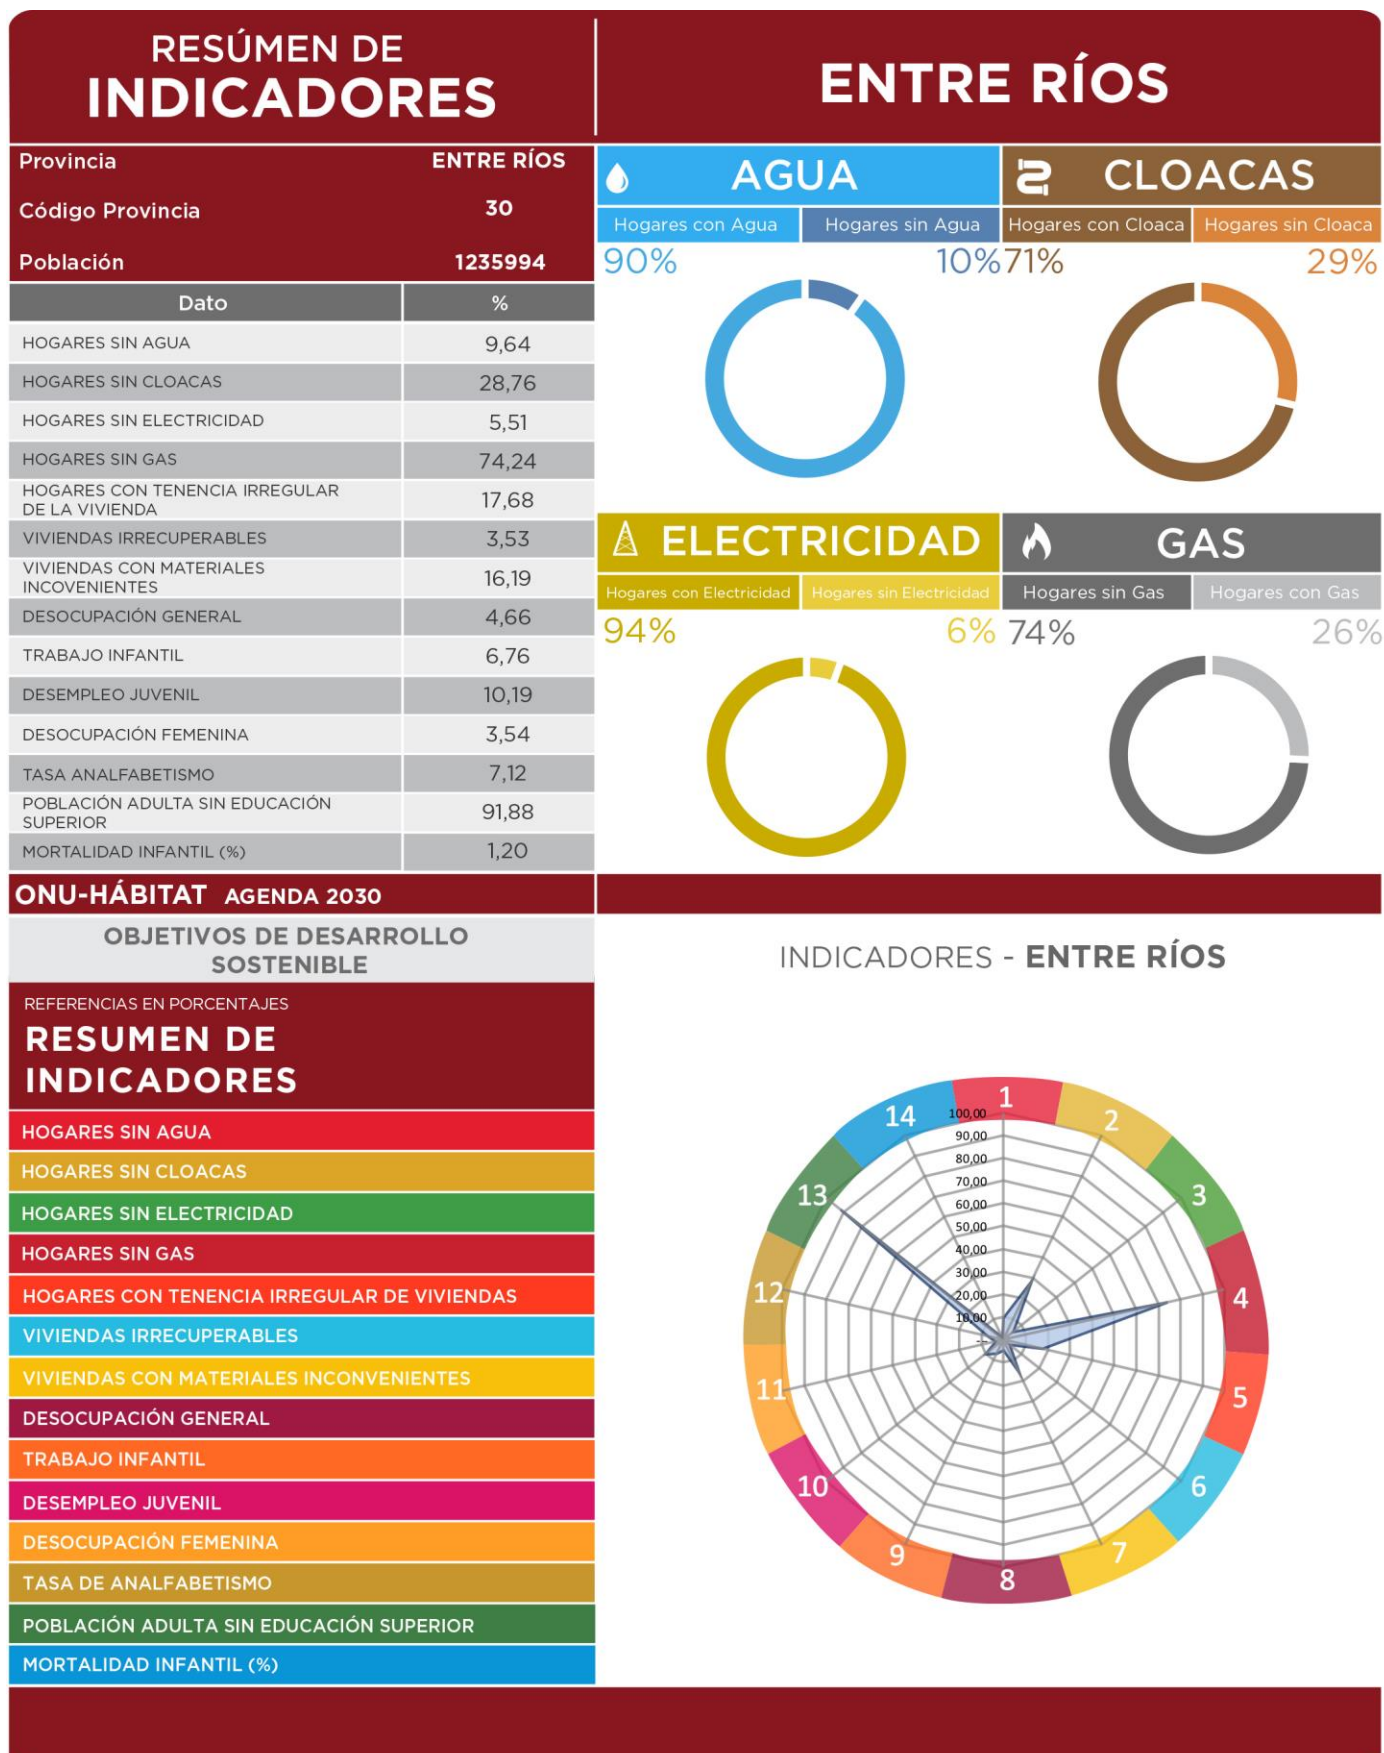 RESÚMEN DE
INDICADORES
ENTRE RÍOS
Provincia ENTRE RÍOS
Código Provincia 30
Población 1235994
Dato %
HOGARES SIN AGUA 9,64
HOGARES SIN CLOACAS 28,76
HOGARES SIN ELECTRICIDAD 5,51
HOGARES SIN GAS 74,24
HOGARES CON TENENCIA IRREGULAR
DE LA VIVIENDA 17,68
VIVIENDAS IRRECUPERABLES 3,53
VIVIENDAS CON MATERIALES
INCOVENIENTES 16,19
DESOCUPACIÓN GENERAL 4,66
TRABAJO INFANTIL 6,76
DESEMPLEO JUVENIL 10,19
DESOCUPACIÓN FEMENINA 3,54
TASA ANALFABETISMO 7,12
POBLACIÓN ADULTA SIN EDUCACIÓN
SUPERIOR 91,88
MORTALIDAD INFANTIL (%) 1,20
AGUA
Hogares con Agua Hogares sin Agua
90% 10%
CLOACAS
Hogares con Cloaca Hogares sin Cloaca
71% 29%
ELECTRICIDAD
Hogares con Electricidad Hogares sin Electricidad
94% 6%
GAS
Hogares sin Gas Hogares con Gas
74% 26%
ONU-HÁBITAT AGENDA 2030
OBJETIVOS DE DESARROLLO
SOSTENIBLE
REFERENCIAS EN PORCENTAJES
RESUMEN DE
INDICADORES
HOGARES SIN AGUA
HOGARES SIN CLOACAS
HOGARES SIN ELECTRICIDAD
HOGARES SIN GAS
HOGARES CON TENENCIA IRREGULAR DE VIVIENDAS
VIVIENDAS IRRECUPERABLES
VIVIENDAS CON MATERIALES INCONVENIENTES
DESOCUPACIÓN GENERAL
TRABAJO INFANTIL
DESEMPLEO JUVENIL
DESOCUPACIÓN FEMENINA
TASA DE ANALFABETISMO
POBLACIÓN ADULTA SIN EDUCACIÓN SUPERIOR
MORTALIDAD INFANTIL (%)
INDICADORES - ENTRE RÍOS
1
2
3
4
5
6
7
8
9
10
11
12
13
14
100,00
90,00
80,00
70,00
60,00
50,00
40,00
30,00
20,00
10,00